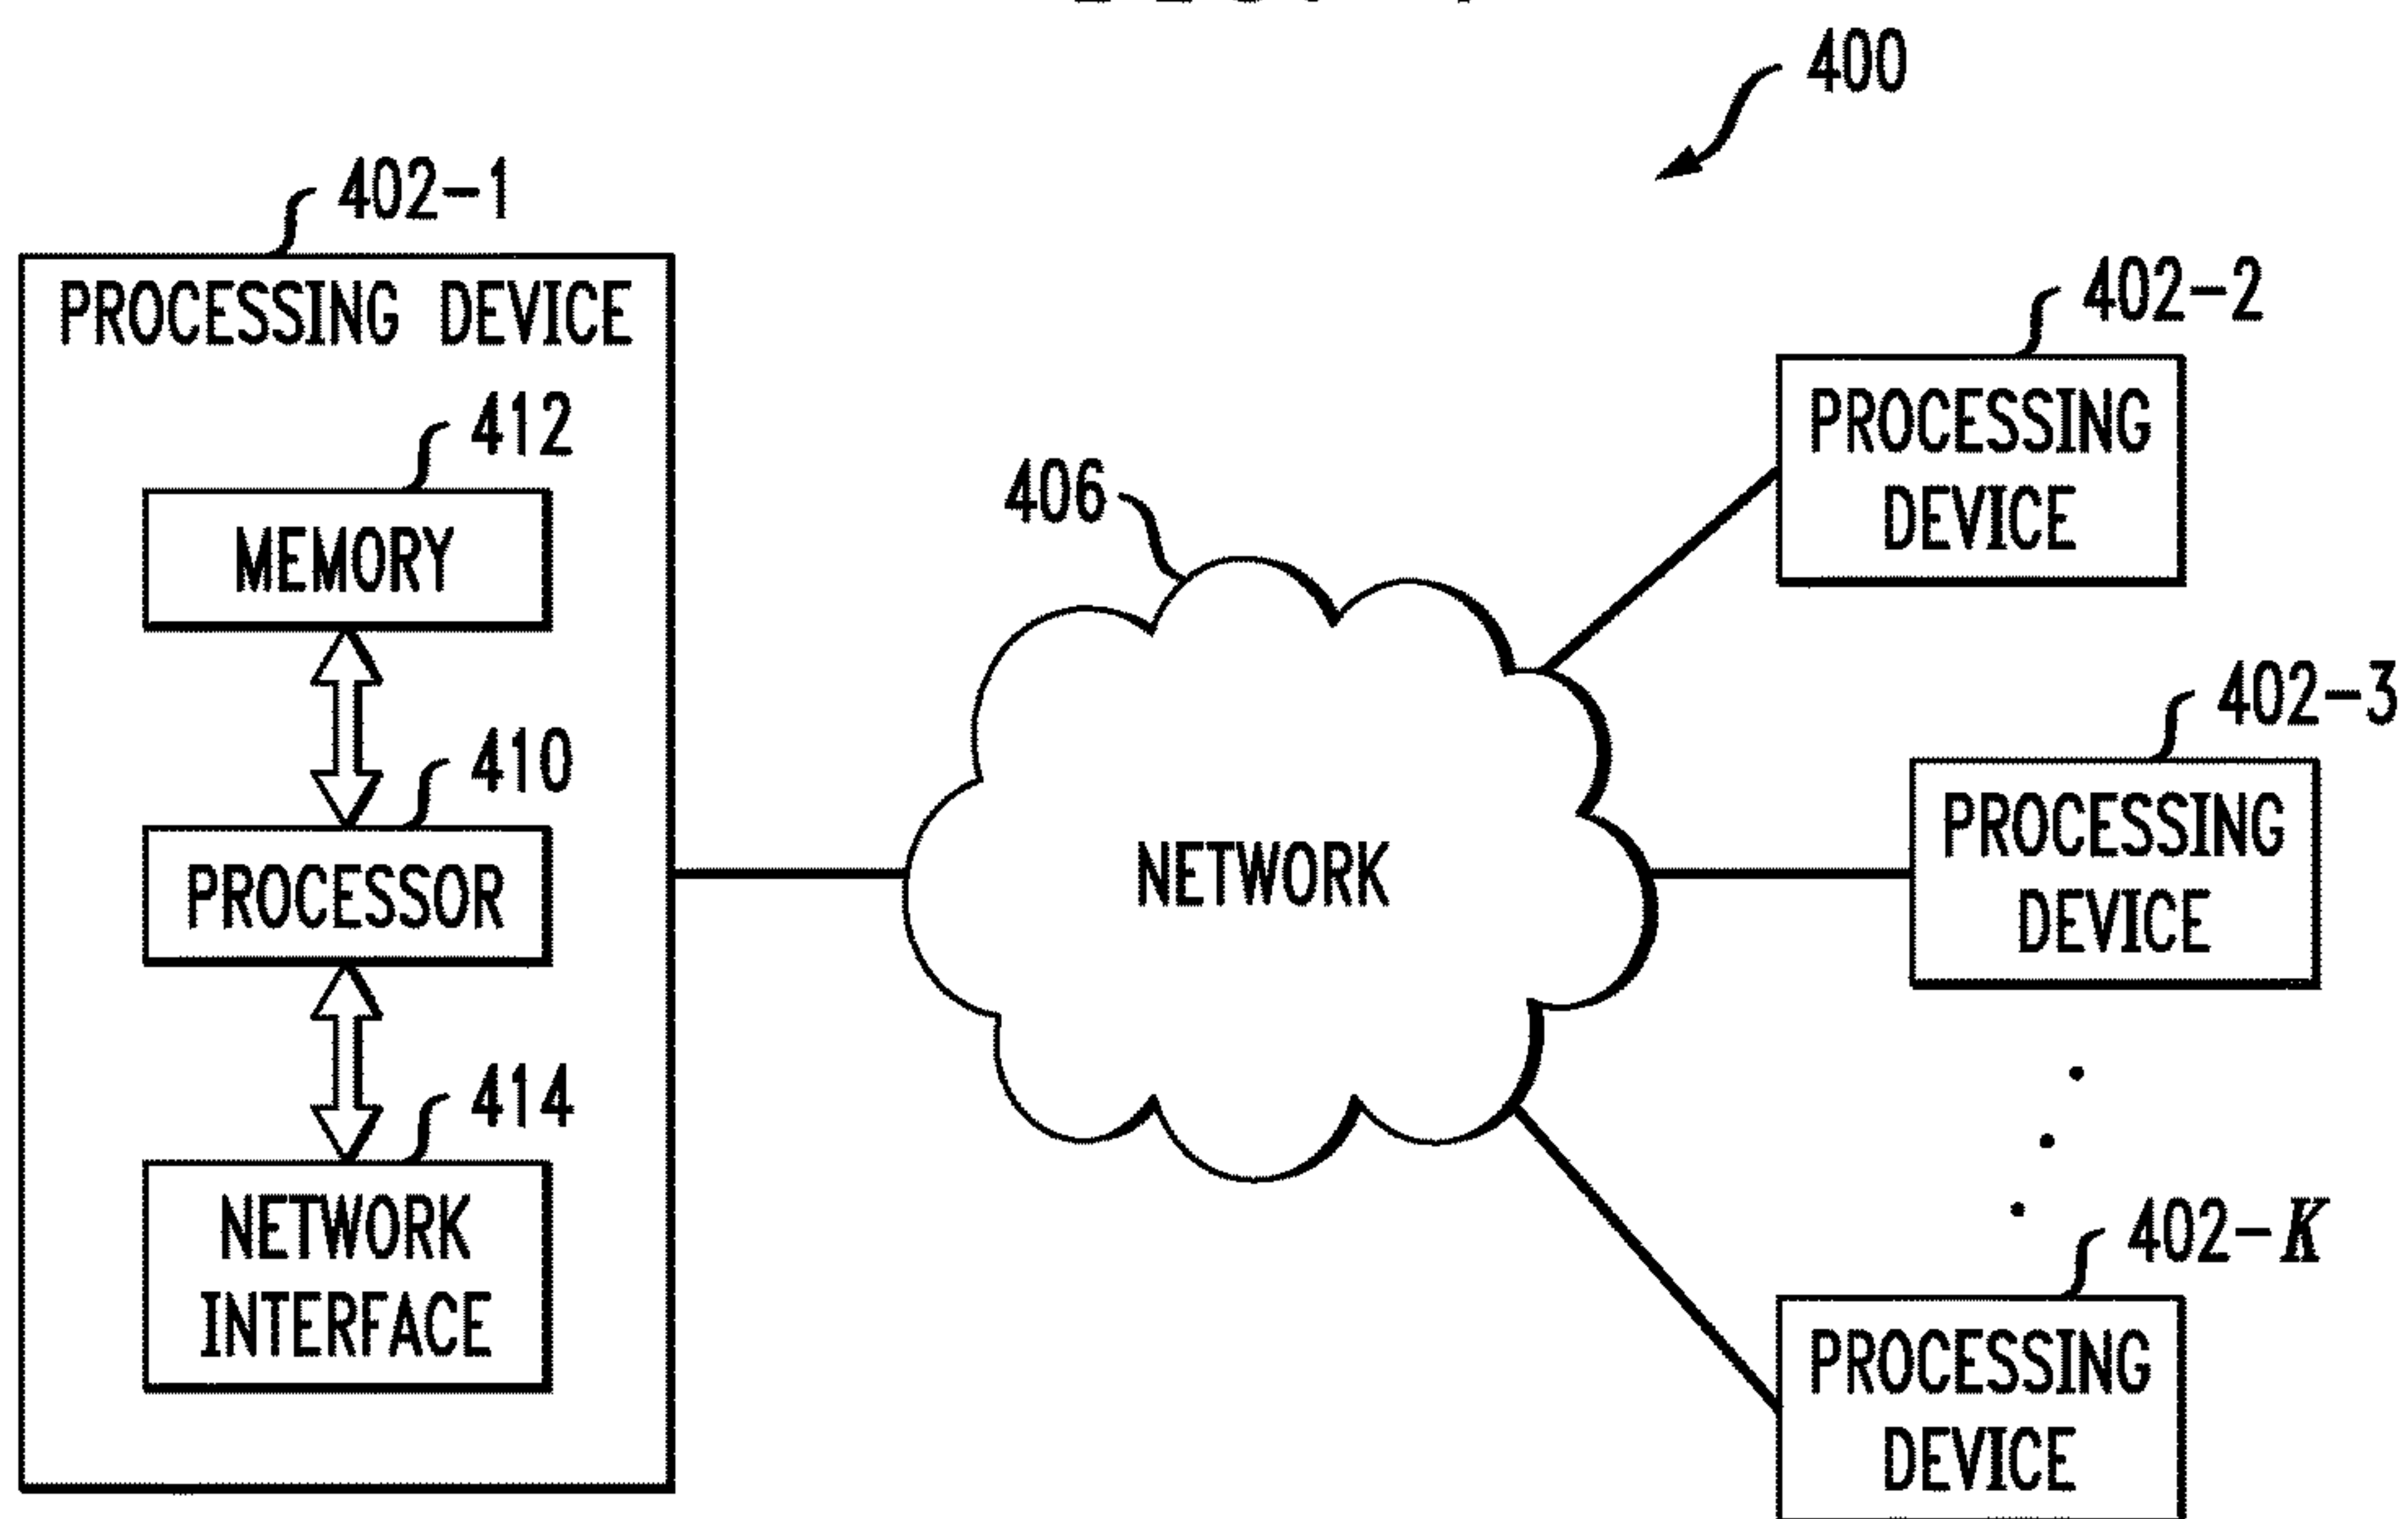 400
402-1
PROCESSING DEVICE
412
MEMORY
410
PROCESSOR
414
NETWORK
INTERFACE
406
NETWORK
402-2
PROCESSING
DEVICE
402-3
PROCESSING
DEVICE
402-K
PROCESSING
DEVICE